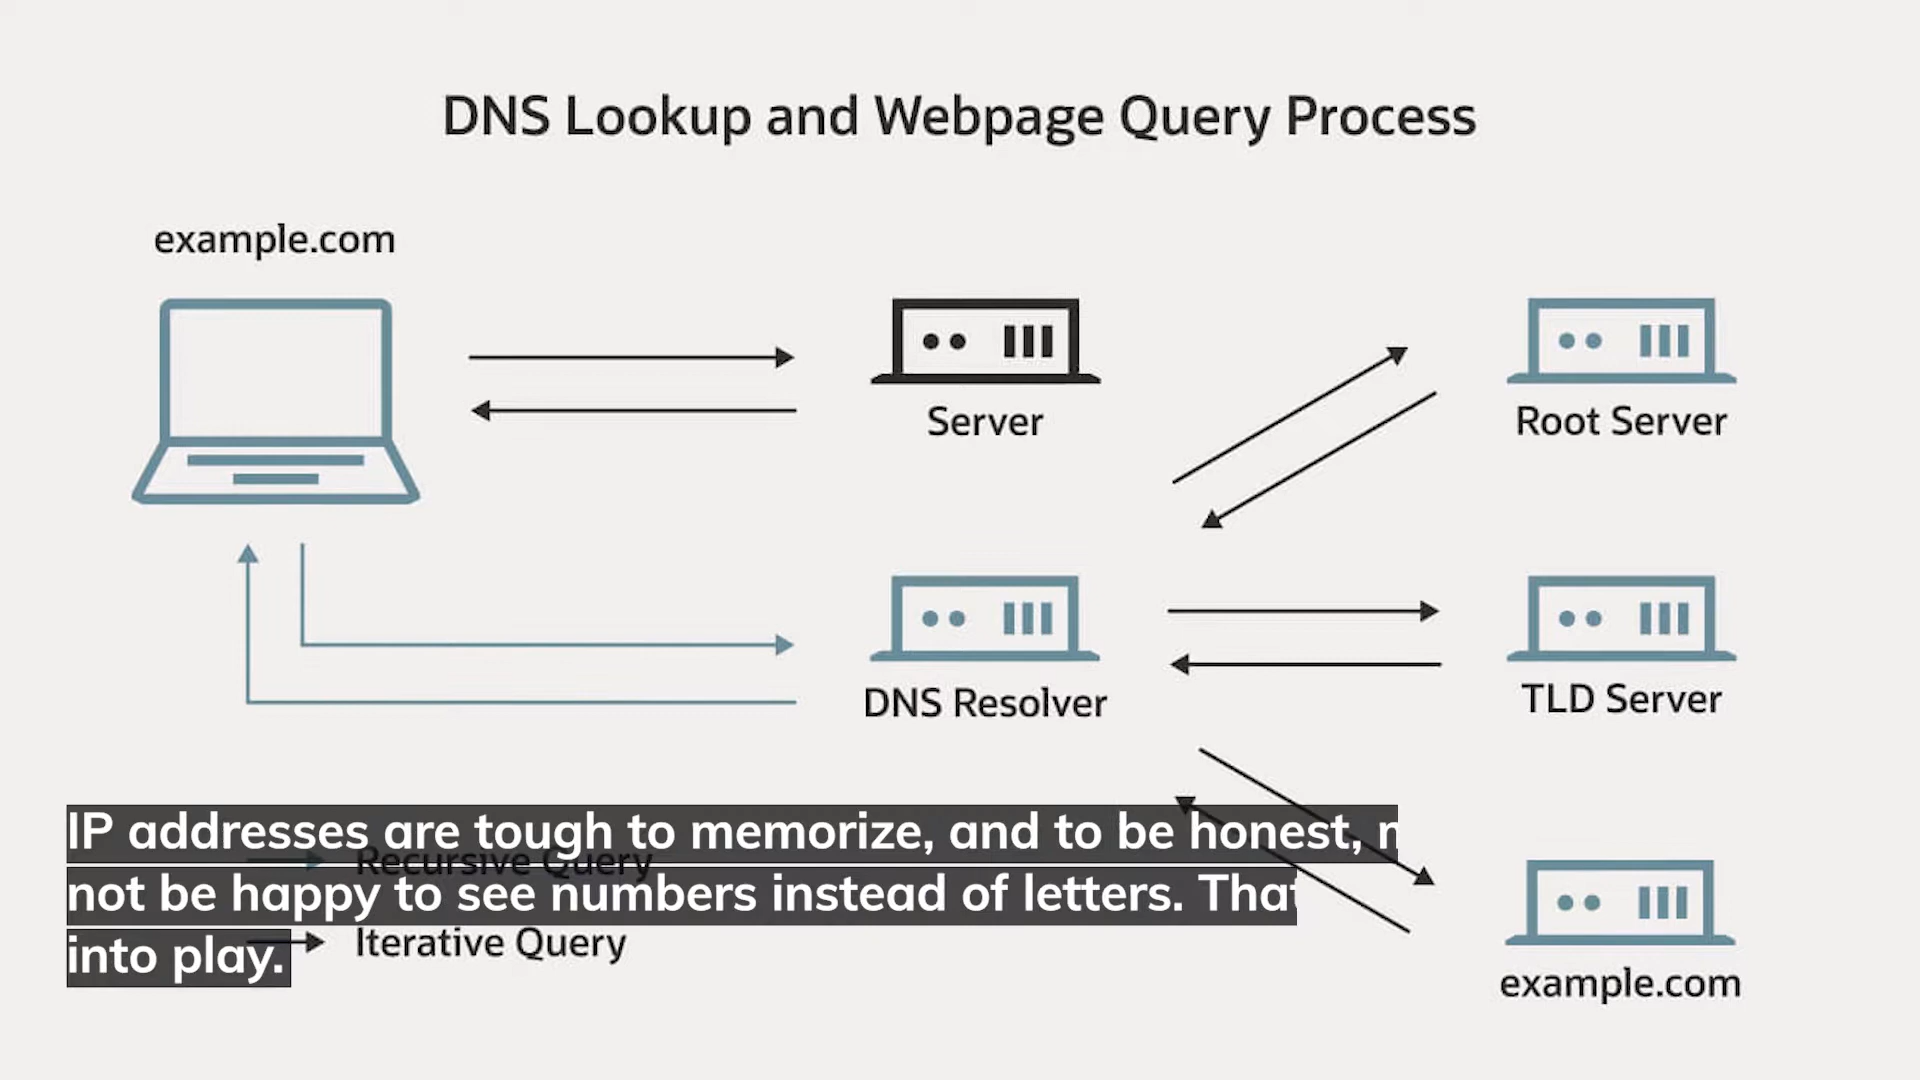 DNS Lookup and Webpage Query Process
example.com
Server
Root Server
DNS Resolver
TLD Server
IP addresses are tough to memorize, and to be honest,
Recursive Query
not be happy to see numbers instead of letters. That
into play.
Iterative Query
example.com